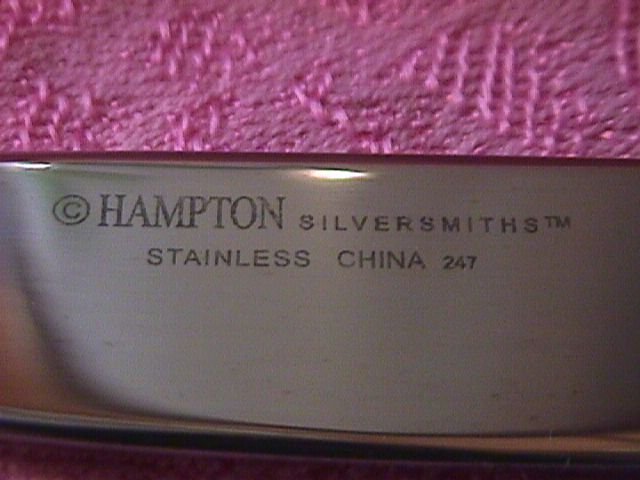 © HAMPTON SILVERSMITHS™
STAINLESS CHINA 247